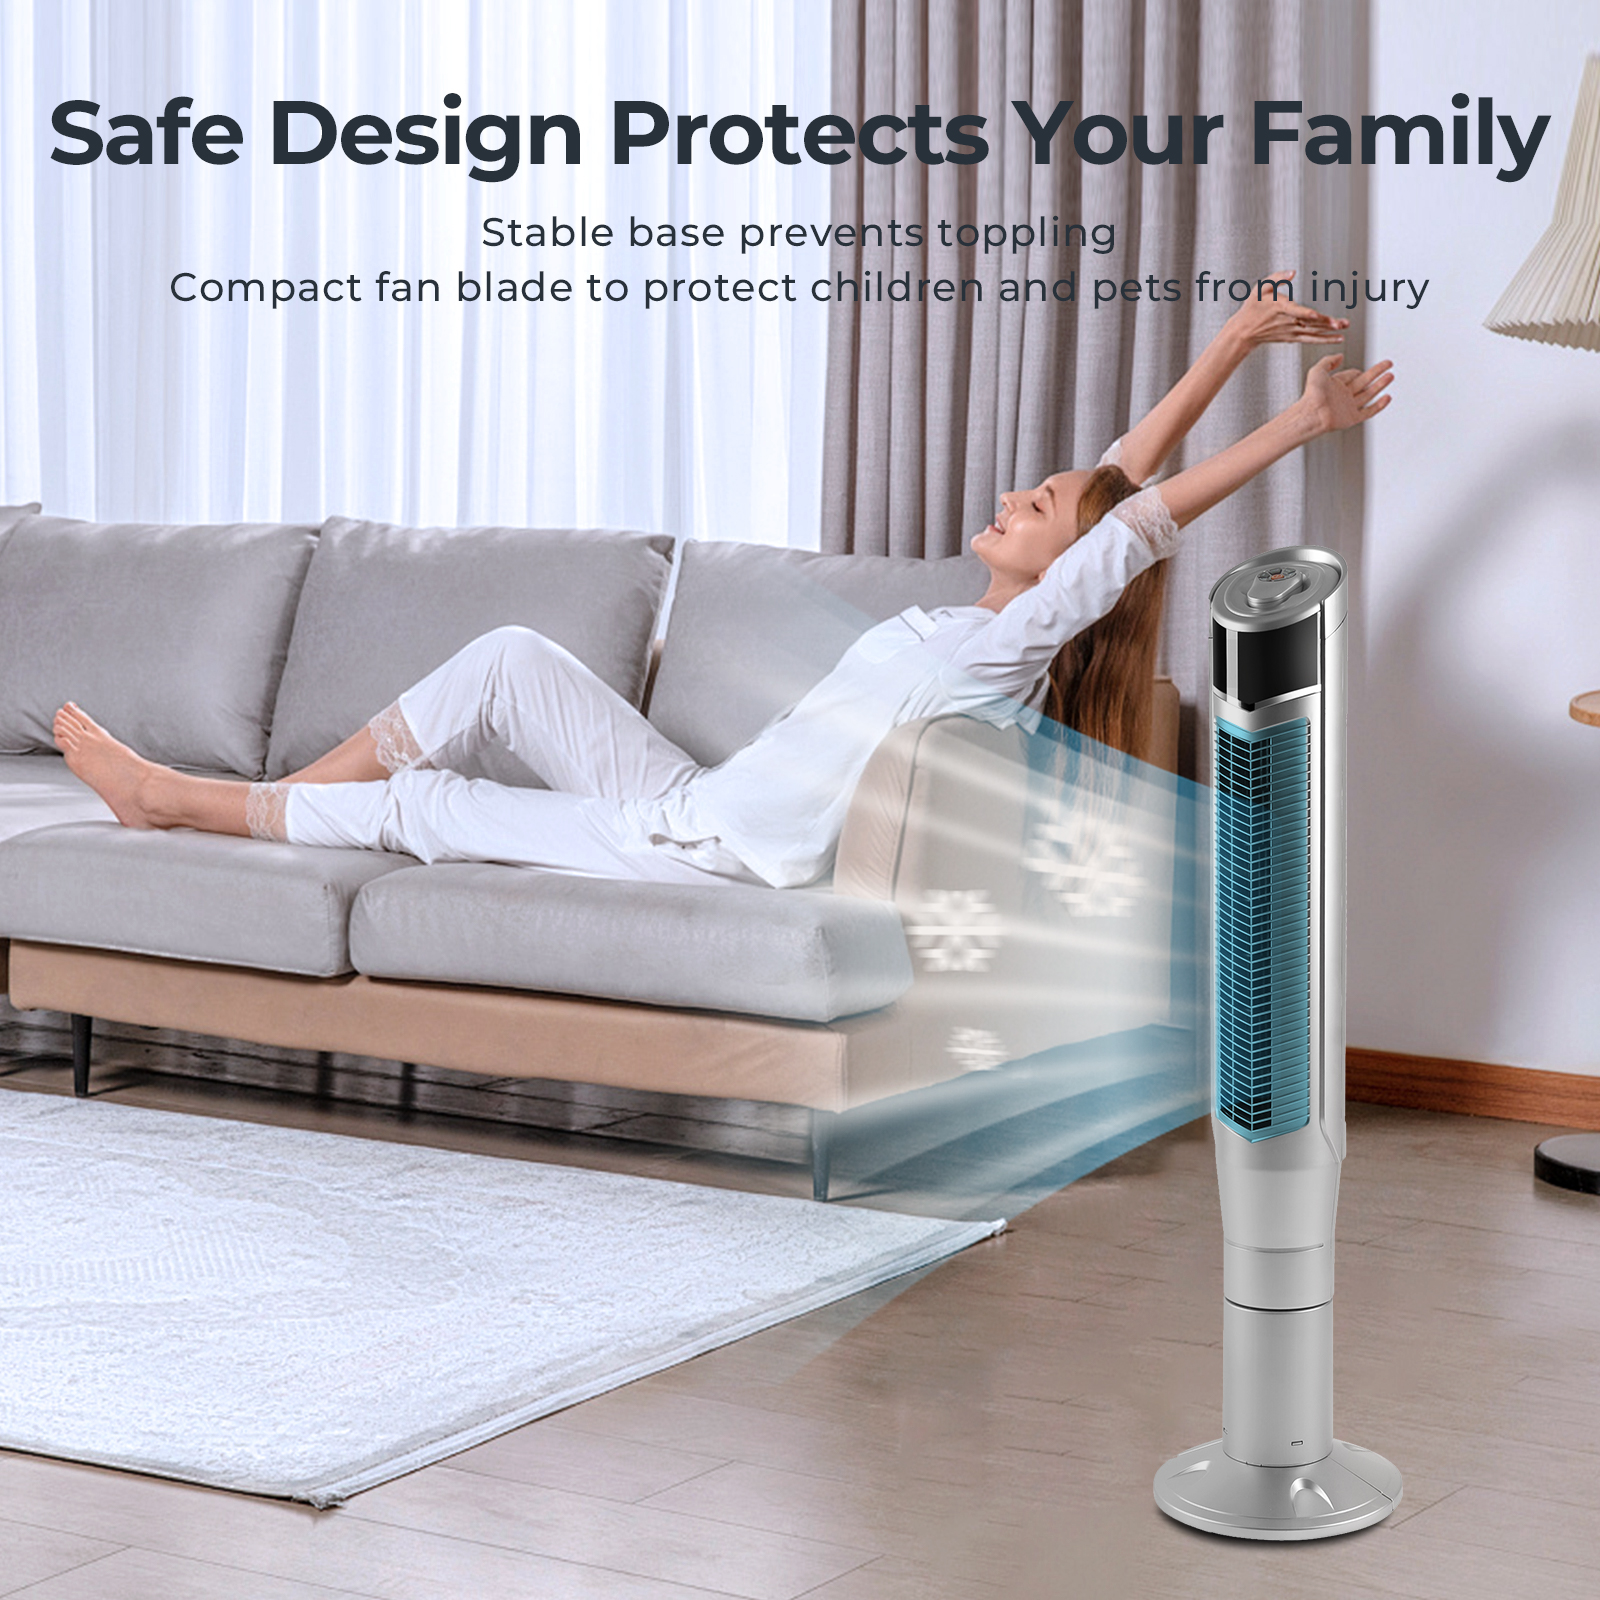 Safe Design Protects Your Family
Stable base prevents toppling
Compact fan blade to protect children and pets from injury